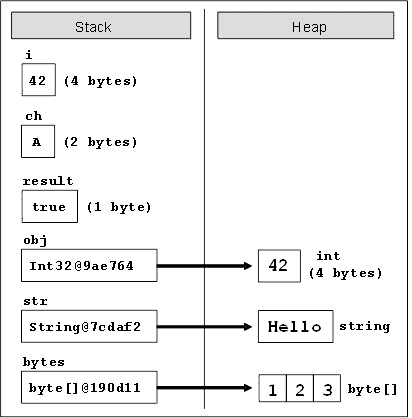 Stack
Heap
i
42 (4 bytes)
ch
A (2 bytes)
result
true (1 byte)
obj
Int32@9ae764
42
int
(4 bytes)
str
String@7cdaf2
Hello string
bytes
byte[]@190d11
1 2 3 byte[]